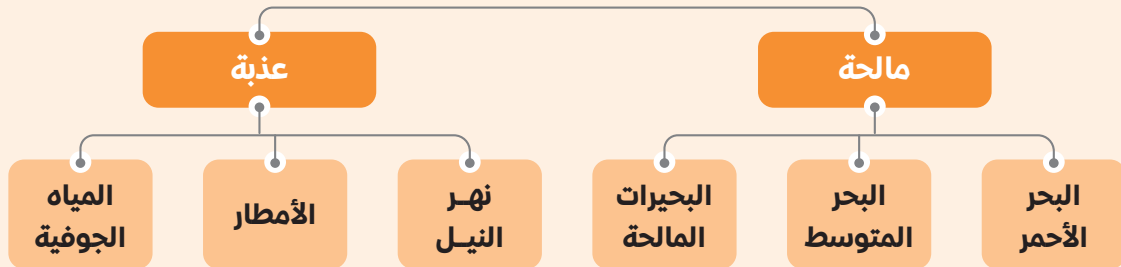 مالحة
عذبة
البحر
الأحمر
البحر
المتوسط
البحيرات
المالحة
نهـر
النيـل
الأمطار
المياه
الجوفية